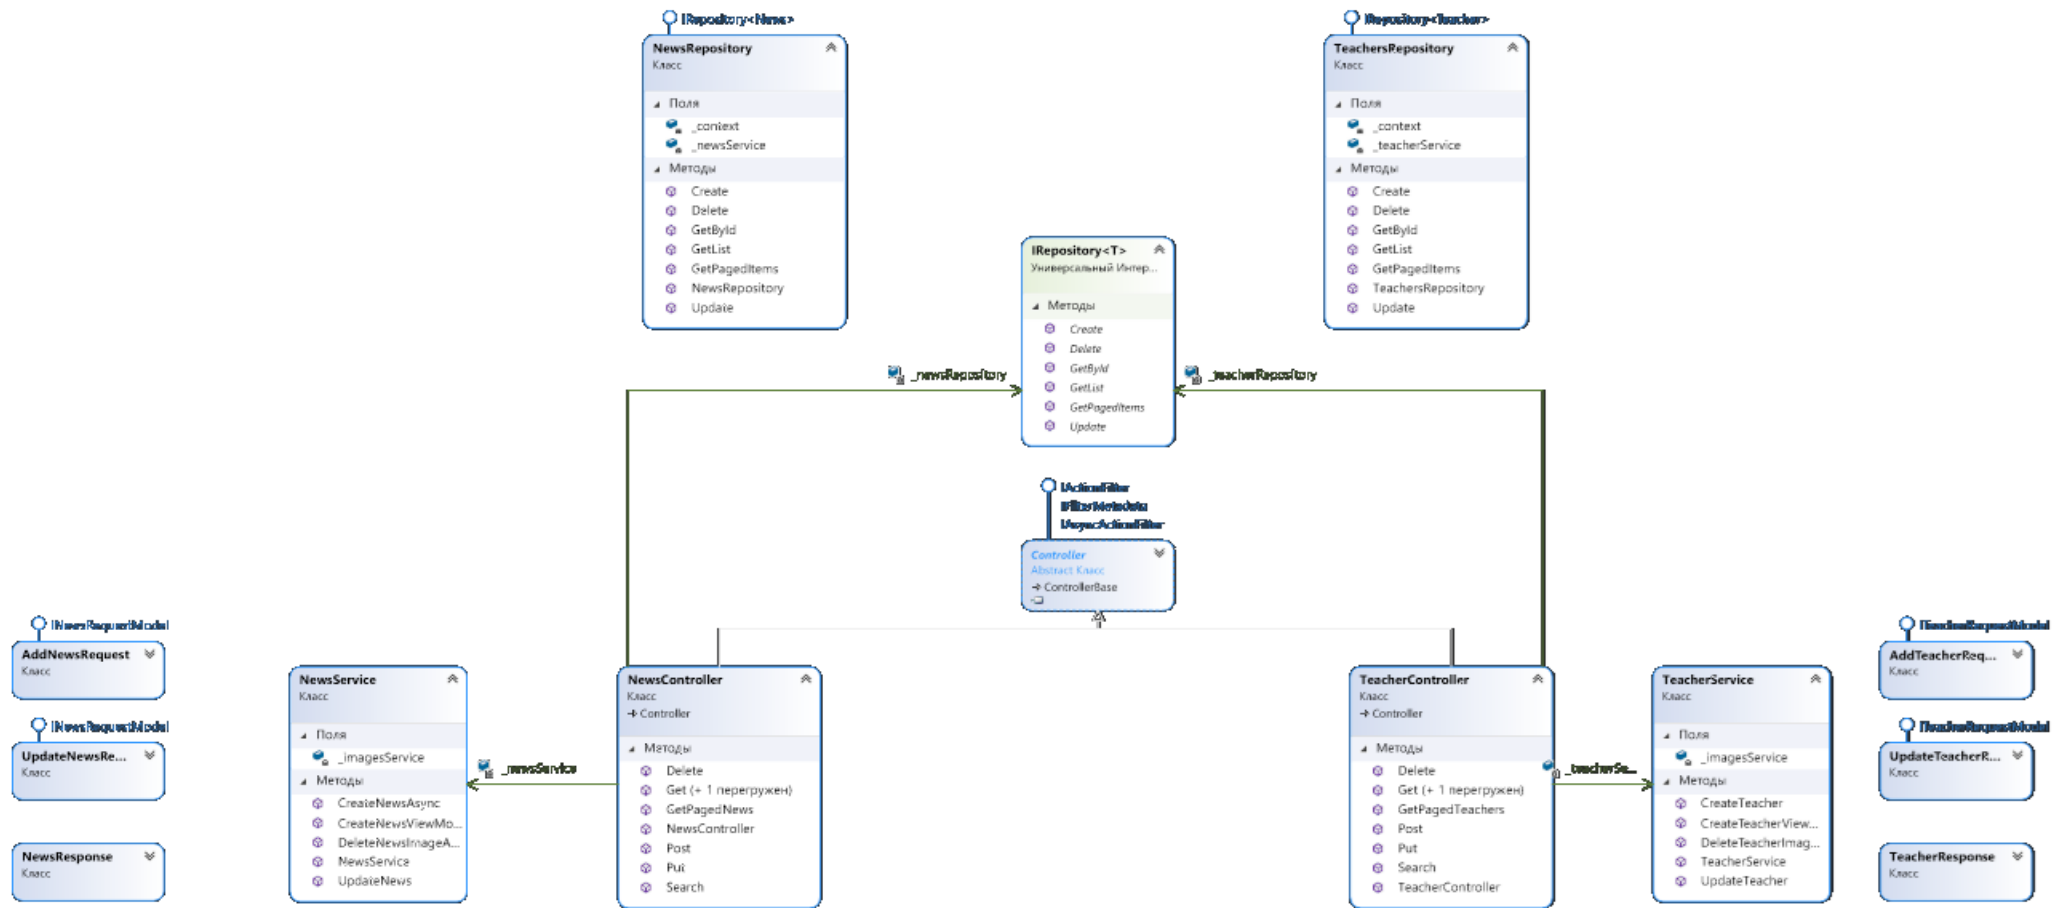 IRepository<News>
NewsRepository
Класс
Поля
_context
_newsService
Методы
Create
Delete
GetById
GetList
GetPagedItems
NewsRepository
Update
IRepository<Teacher>
TeachersRepository
Класс
Поля
_context
_teacherService
Методы
Create
Delete
GetById
GetList
GetPagedItems
TeachersRepository
Update
IRepository<T>
Универсальный Интер...
Методы
Create
Delete
GetById
GetList
GetPagedItems
Update
_newsRepository
_teacherRepository
IActionFilter
IFilterMetadata
IAsyncActionFilter
Controller
Abstract Класс
ControllerBase
INewsRequestModel
AddNewsRequest
Класс
INewsRequestModel
UpdateNewsRe...
Класс
NewsResponse
Класс
NewsService
Класс
Поля
_imagesService
Методы
CreateNewsAsync
CreateNewsViewMo...
DeleteNewsImageA...
NewsService
UpdateNews
_newsService
NewsController
Класс
Controller
Методы
Delete
Get (+ 1 перегружен)
GetPagedNews
NewsController
Post
Put
Search
TeacherController
Класс
Controller
Методы
Delete
Get (+ 1 перегружен)
GetPagedTeachers
Post
Put
Search
TeacherController
_teacherSe...
TeacherService
Класс
Поля
_imagesService
Методы
CreateTeacher
CreateTeacherView...
DeleteTeacherImag...
TeacherService
UpdateTeacher
ITeacherRequestModel
AddTeacherReq...
Класс
ITeacherRequestModel
UpdateTeacherR...
Класс
TeacherResponse
Класс